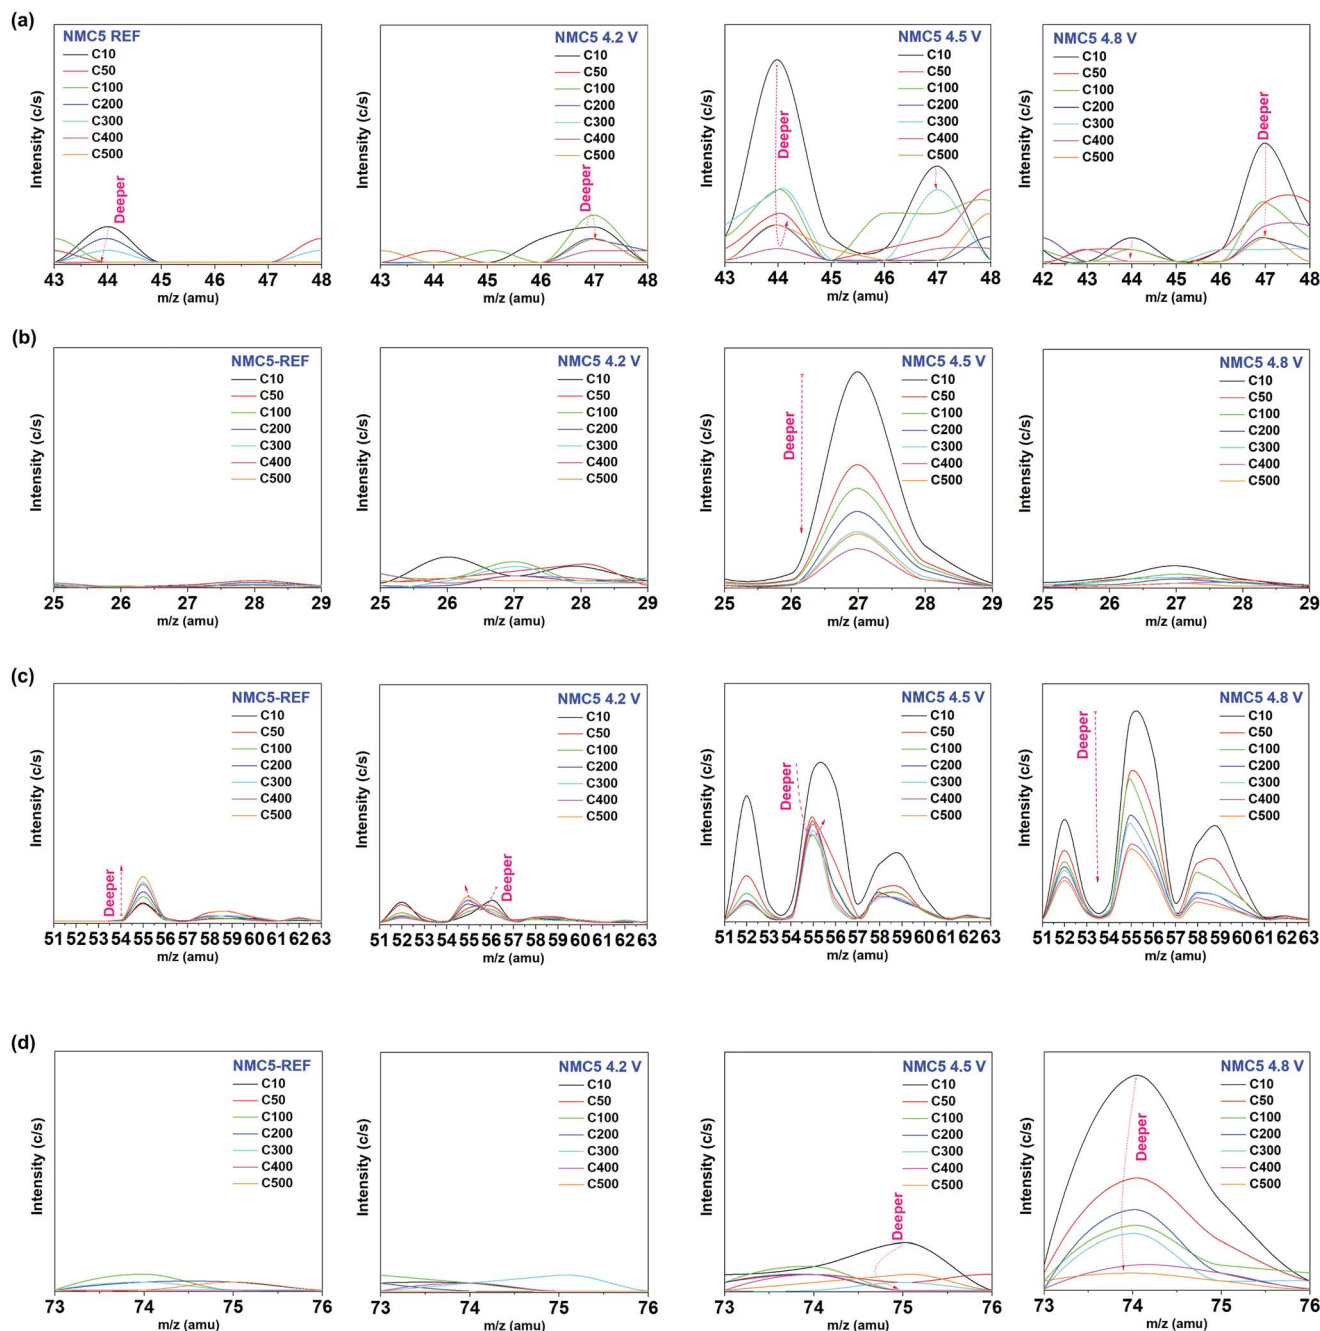 (a)
NMC5 REF
C10
C50
C100
C200
C300
C400
C500
Deeper
Intensity (c/s)
43 44 45 46 47 48
m/z (amu)
NMC5 4.2 V
C10
C50
C100
C200
C300
C400
C500
Deeper
Intensity (c/s)
43 44 45 46 47 48
m/z (amu)
NMC5 4.5 V
C10
C50
C100
C200
C300
C400
C500
Deeper
Intensity (c/s)
43 44 45 46 47 48
m/z (amu)
NMC5 4.8 V
C10
C50
C100
C200
C300
C400
C500
Deeper
Intensity (c/s)
42 43 44 45 46 47 48
m/z (amu)
(b)
NMC5-REF
C10
C50
C100
C200
C300
C400
C500
Intensity (c/s)
25 26 27 28 29
m/z (amu)
NMC5 4.2 V
C10
C50
C100
C200
C300
C400
C500
Intensity (c/s)
25 26 27 28 29
m/z (amu)
NMC5 4.5 V
C10
C50
C100
C200
C300
C400
C500
Deeper
Intensity (c/s)
25 26 27 28 29
m/z (amu)
NMC5 4.8 V
C10
C50
C100
C200
C300
C400
C500
Intensity (c/s)
25 26 27 28 29
m/z (amu)
(c)
NMC5-REF
C10
C50
C100
C200
C300
C400
C500
Deeper
Intensity (c/s)
51 52 53 54 55 56 57 58 59 60 61 62 63
m/z (amu)
NMC5 4.2 V
C10
C50
C100
C200
C300
C400
C500
Deeper
Intensity (c/s)
51 52 53 54 55 56 57 58 59 60 61 62 63
m/z (amu)
NMC5 4.5 V
C10
C50
C100
C200
C300
C400
C500
Deeper
Intensity (c/s)
51 52 53 54 55 56 57 58 59 60 61 62 63
m/z (amu)
NMC5 4.8 V
C10
C50
C100
C200
C300
C400
C500
Deeper
Intensity (c/s)
51 52 53 54 55 56 57 58 59 60 61 62 63
m/z (amu)
(d)
NMC5-REF
C10
C50
C100
C200
C300
C400
C500
Intensity (c/s)
73 74 75 76
m/z (amu)
NMC5 4.2 V
C10
C50
C100
C200
C300
C400
C500
Intensity (c/s)
73 74 75 76
m/z (amu)
NMC5 4.5 V
C10
C50
C100
C200
C300
C400
C500
Deeper
Intensity (c/s)
73 74 75 76
m/z (amu)
NMC5 4.8 V
C10
C50
C100
C200
C300
C400
C500
Deeper
Intensity (c/s)
73 74 75 76
m/z (amu)